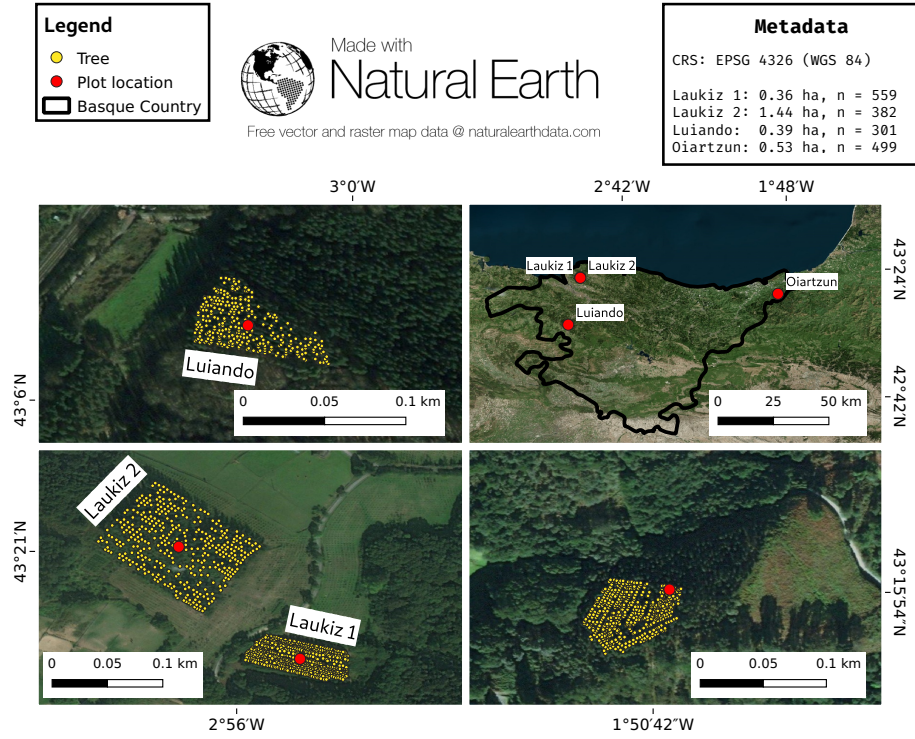 Legend
Tree
Plot location
Basque Country
Made with
Natural Earth
Free vector and raster map data @ naturalearthdata.com
Metadata
CRS: EPSG 4326 (WGS 84)
Laukiz 1: 0.36 ha, n = 559
Laukiz 2: 1.44 ha, n = 382
Luiando: 0.39 ha, n = 301
Oiartzun: 0.53 ha, n = 499
3°0′W
2°42′W
1°48′W
Luiando
0 0.05 0.1 km
43°6′N
Laukiz 1
Laukiz 2
Oiartzun
Luiando
0 25 50 km
43°24′N
42°42′N
Laukiz 2
Laukiz 1
0 0.05 0.1 km
43°21′N
0 0.05 0.1 km
43°15′54″N
2°56′W
1°50′42″W